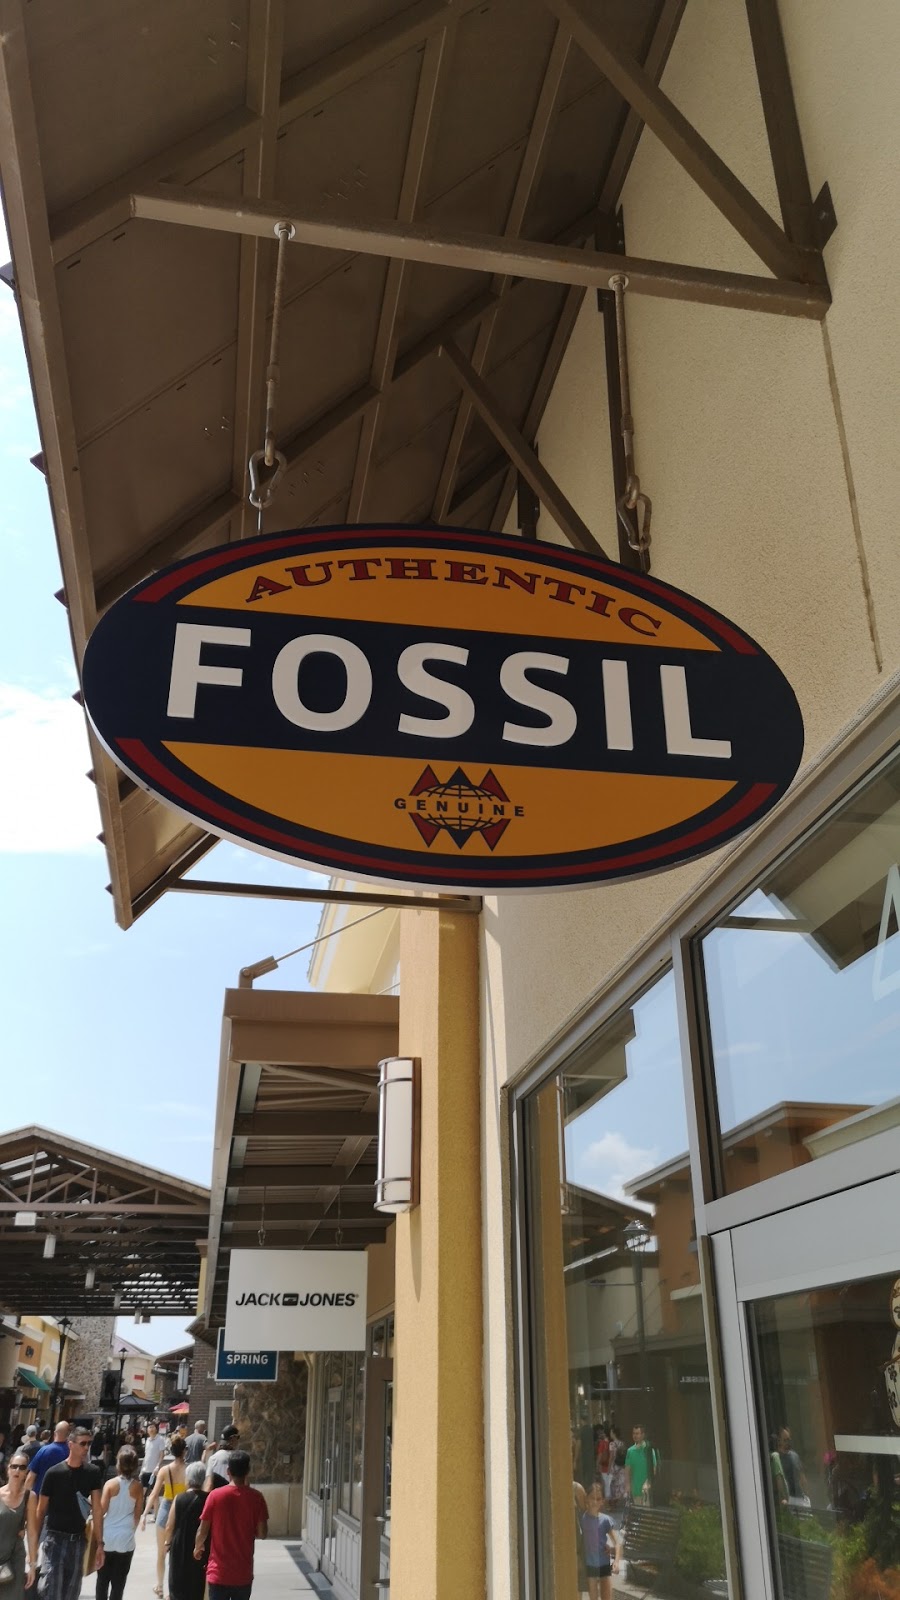 AUTHENTIC
FOSSIL
GENUINE
JACK JONES
SPRING